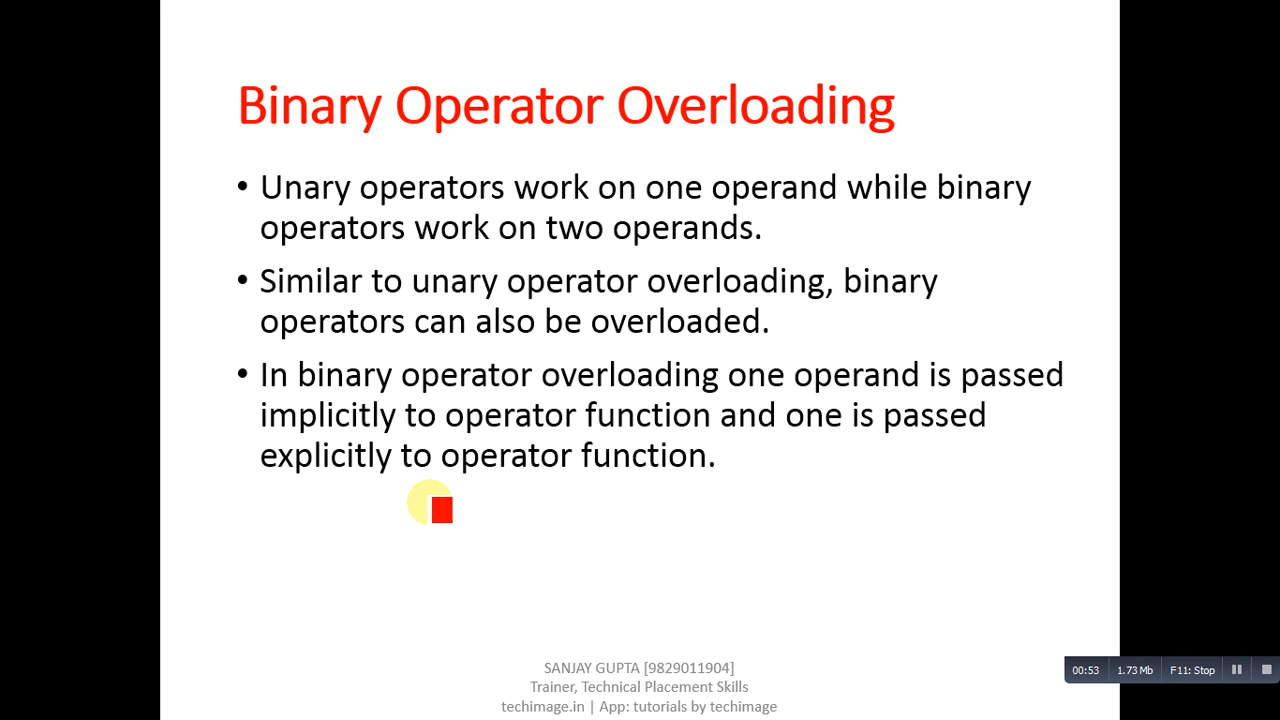 Binary Operator Overloading
• Unary operators work on one operand while binary
operators work on two operands.
• Similar to unary operator overloading, binary
operators can also be overloaded.
• In binary operator overloading one operand is passed
implicitly to operator function and one is passed
explicitly to operator function.
SANJAY GUPTA [9829011904]
Trainer, Technical Placement Skills
techimage.in | App: tutorials by techimage
00:53 1.73 Mb F11: Stop